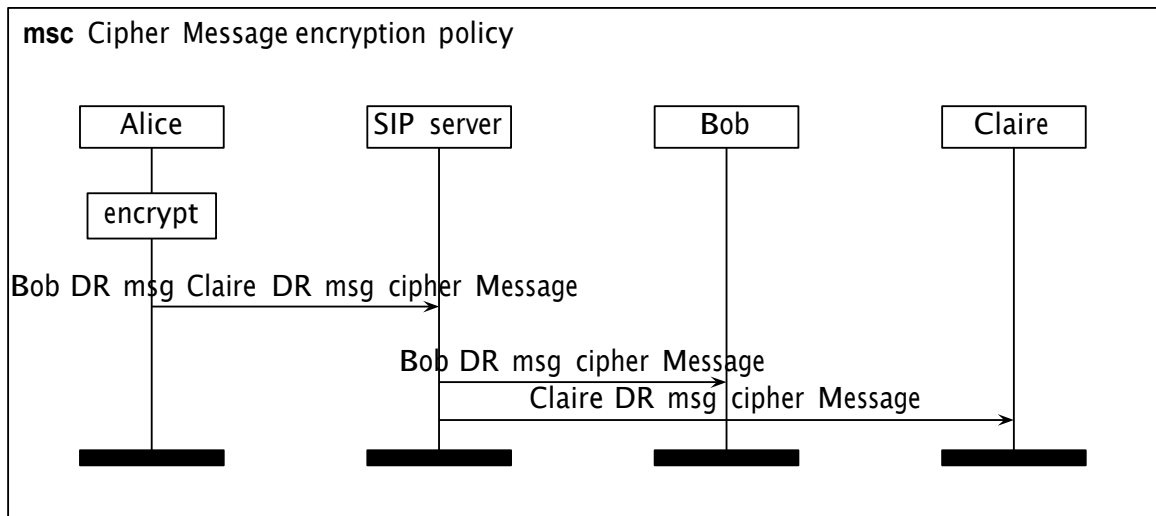 msc Cipher Message encryption policy
Alice
SIP server
Bob
Claire
encrypt
Bob DR msg Claire DR msg cipher Message
Bob DR msg cipher Message
Claire DR msg cipher Message